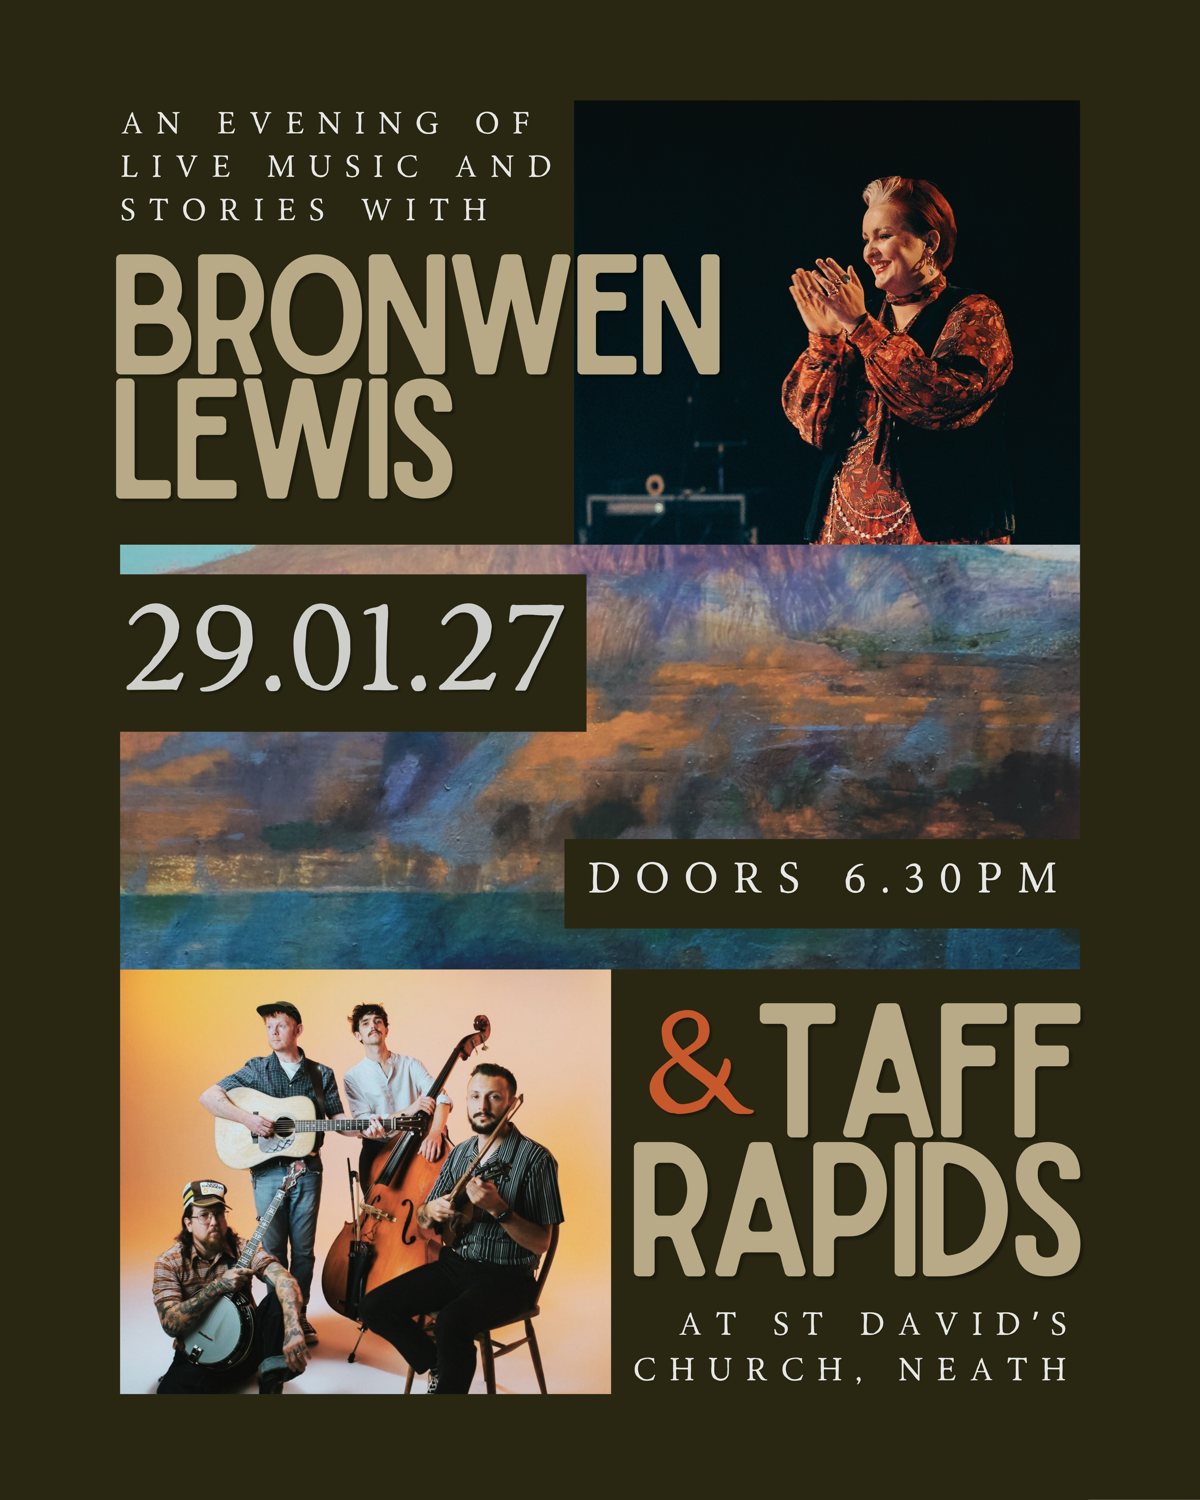 AN EVENING OF
LIVE MUSIC AND
STORIES WITH
BRONWEN
LEWIS
29.01.27
DOORS 6.30PM
& TAFF
RAPIDS
AT ST DAVID'S
CHURCH, NEATH